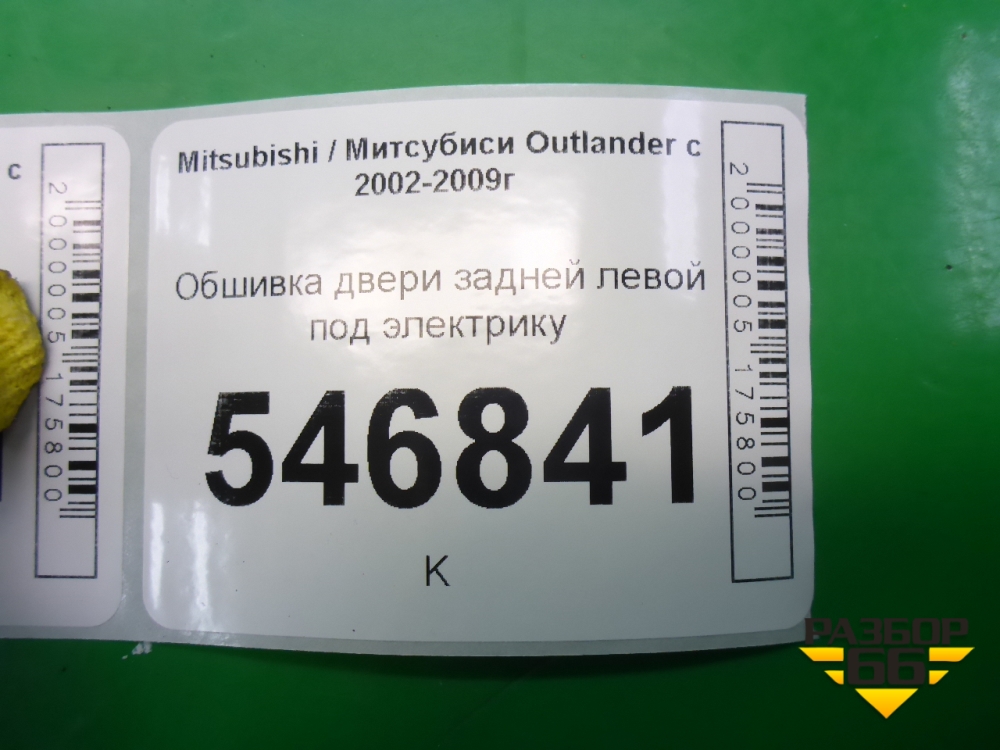 с
2000005175800
Mitsubishi / Митсубиси Outlander с
2002-2009г
Обшивка двери задней левой
под электрику
546841
К
2000005175800
РАЗБОР
66